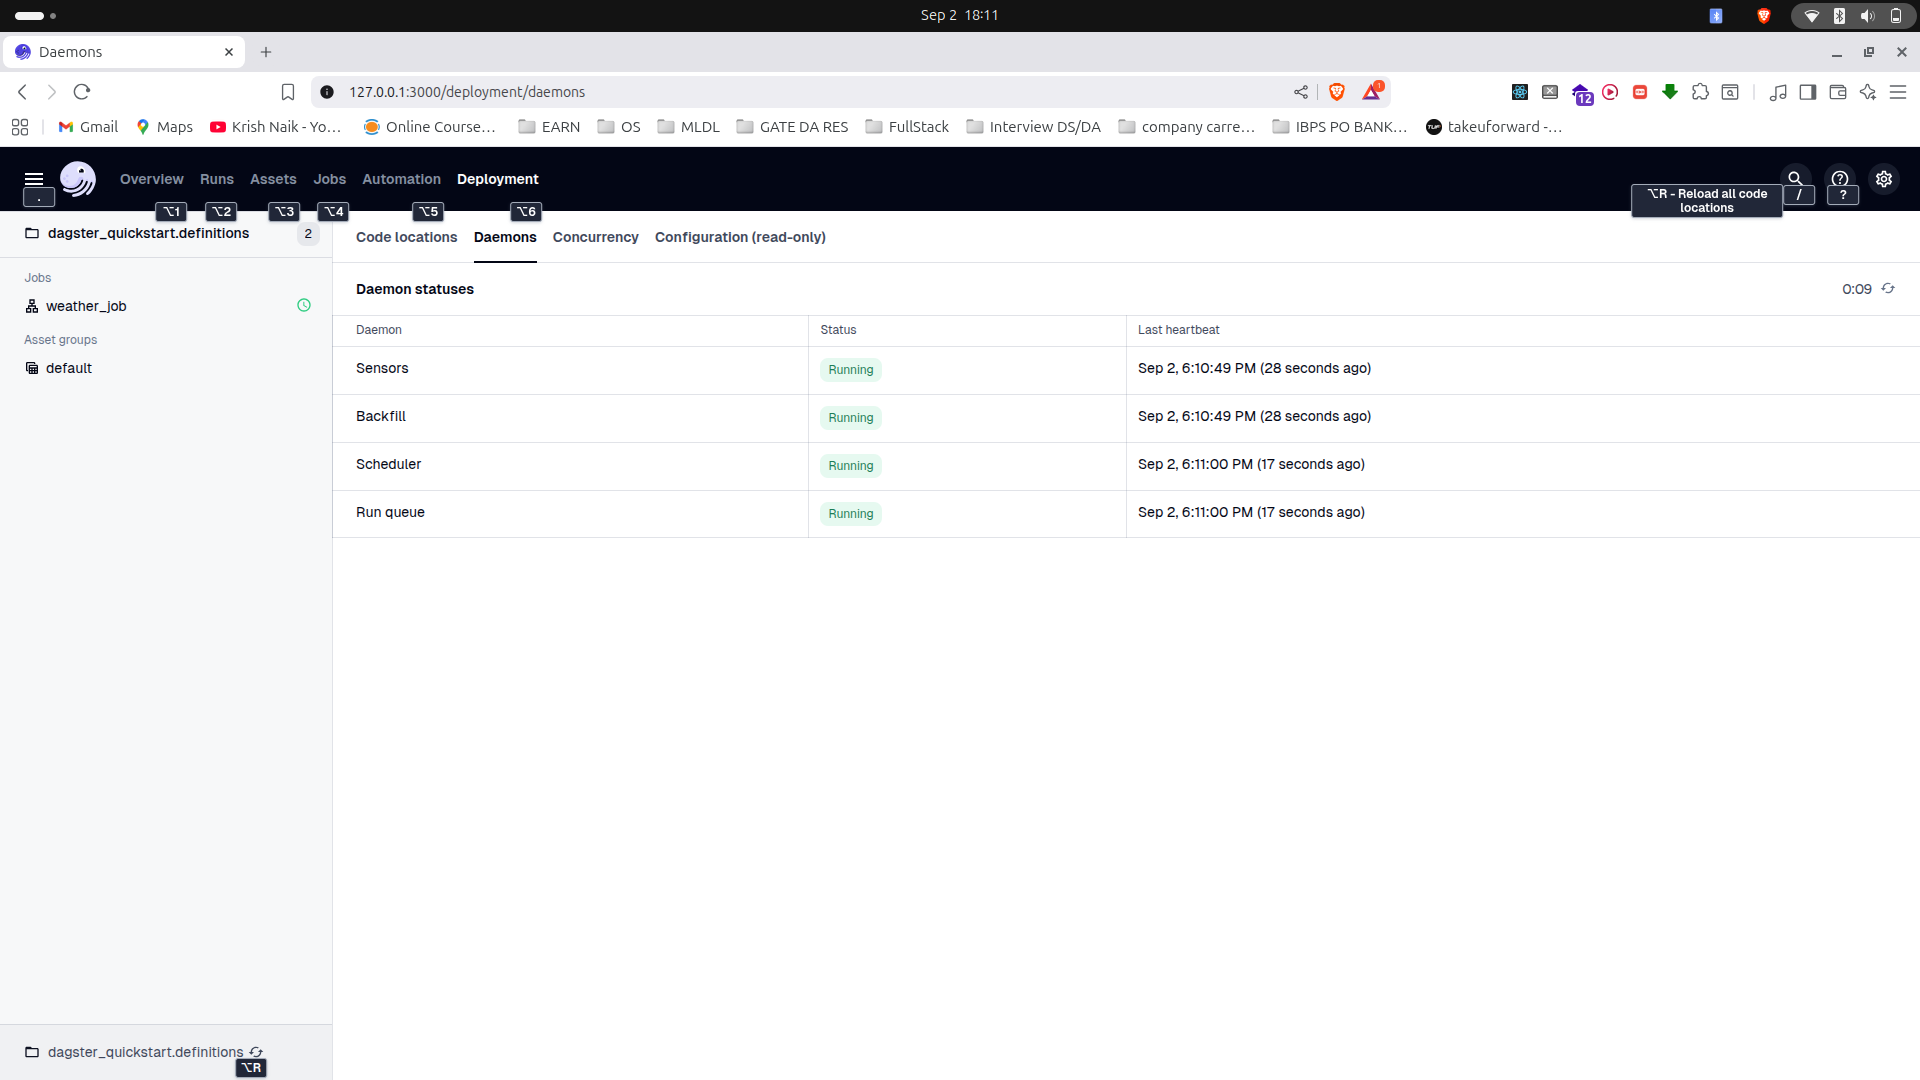 Sep 2 18:11
Daemons
127.0.0.1:3000/deployment/daemons
1
12
Gmail
Maps
Krish Naik - Yo...
Online Course...
EARN
OS
MLDL
GATE DA RES
FullStack
Interview DS/DA
company carre...
IBPS PO BANK...
TUF
takeuforward -...
Overview
Runs
Assets
Jobs
Automation
Deployment
.
⌥1
⌥2
⌥3
⌥4
⌥5
⌥6
⌥R - Reload all code
locations
/
?
dagster_quickstart.definitions
2
Code locations
Daemons
Concurrency
Configuration (read-only)
Jobs
weather_job
Asset groups
default
Daemon statuses
0:09
Daemon
Status
Last heartbeat
Sensors
Running
Sep 2, 6:10:49 PM (28 seconds ago)
Backfill
Running
Sep 2, 6:10:49 PM (28 seconds ago)
Scheduler
Running
Sep 2, 6:11:00 PM (17 seconds ago)
Run queue
Running
Sep 2, 6:11:00 PM (17 seconds ago)
dagster_quickstart.definitions
⌥R